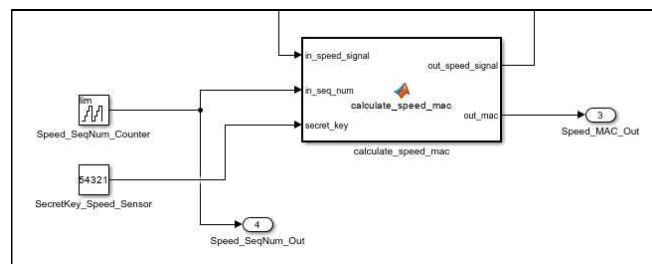 in_speed_signal
out_speed_signal
in_seq_num
calculate_speed_mac
lim
Speed_SeqNum_Counter
out_mac
3
Speed_MAC_Out
secret_key
calculate_speed_mac
54321
SecretKey_Speed_Sensor
4
Speed_SeqNum_Out